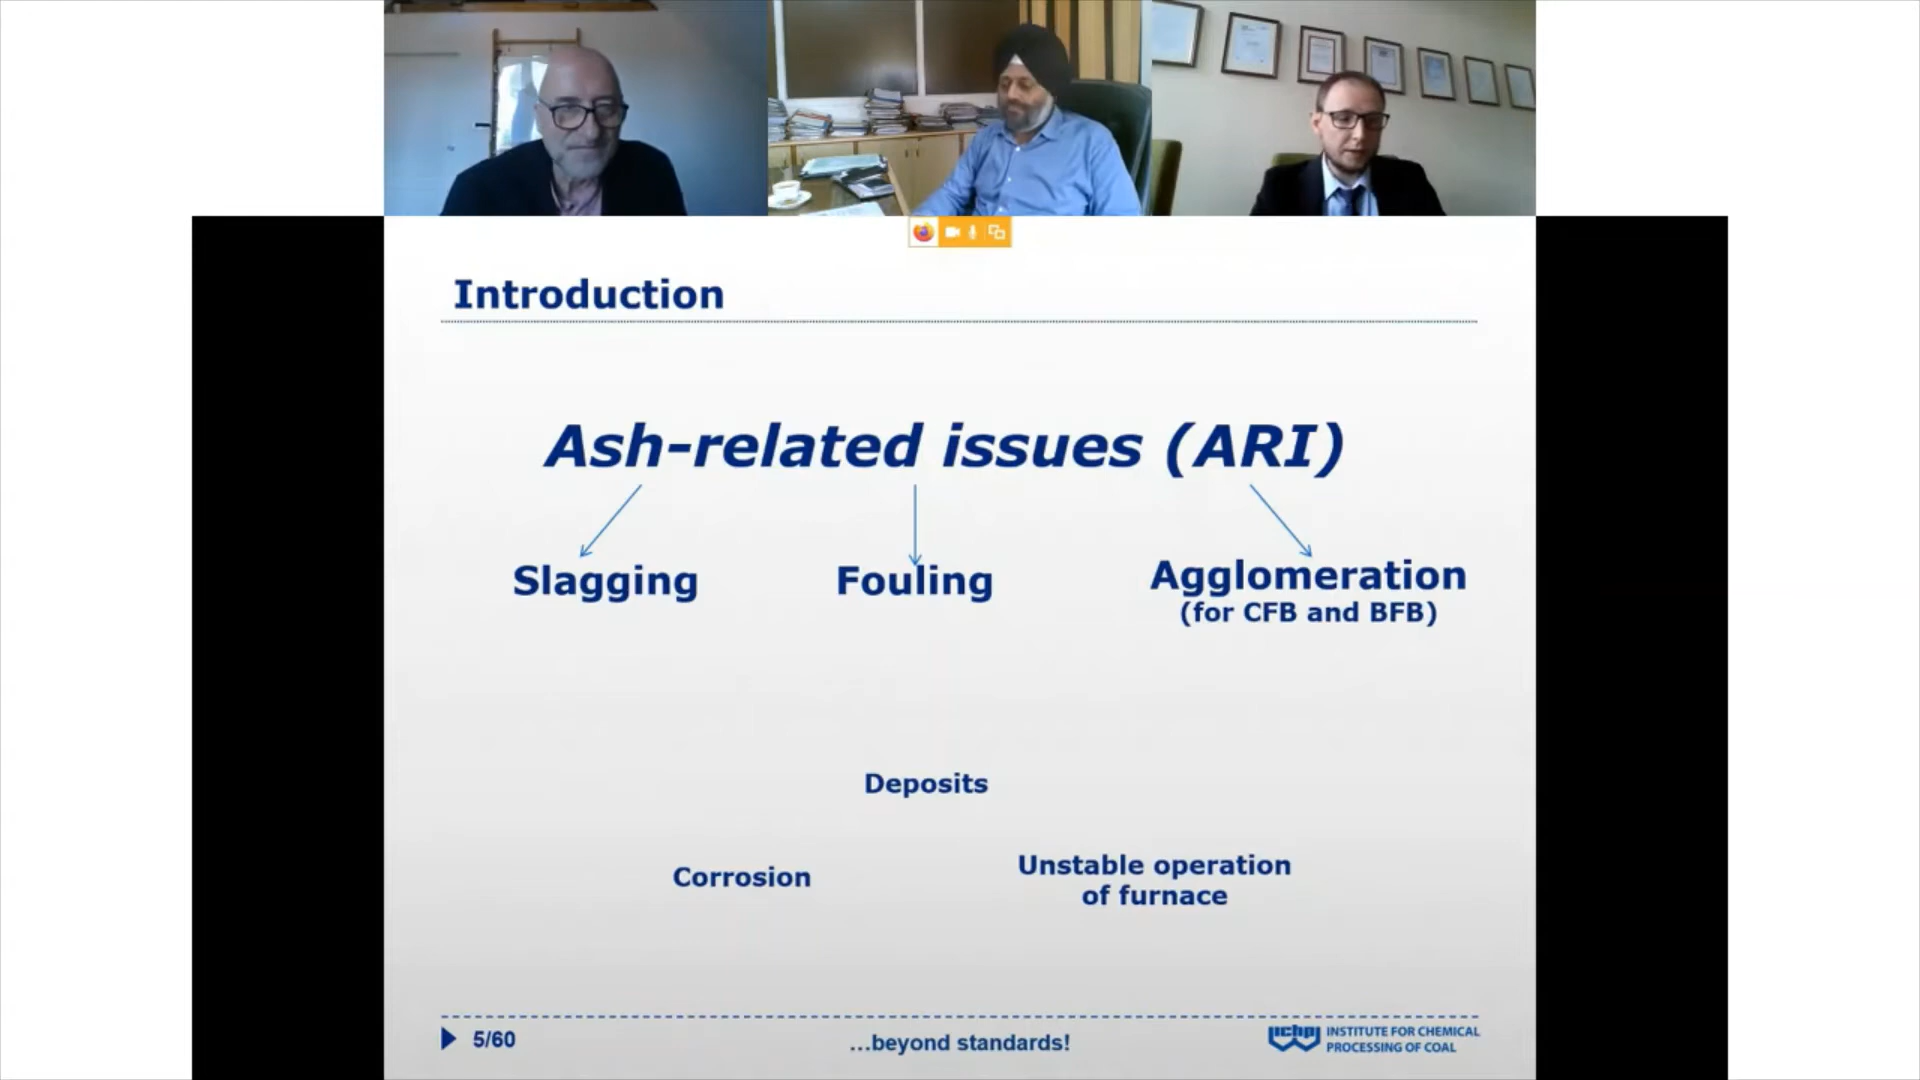 Introduction
Ash-related issues (ARI)
Slagging
Fouling
Agglomeration
(for CFB and BFB)
Deposits
Corrosion
Unstable operation
of furnace
5/60
...beyond standards!
ichpw
INSTITUTE FOR CHEMICAL
PROCESSING OF COAL